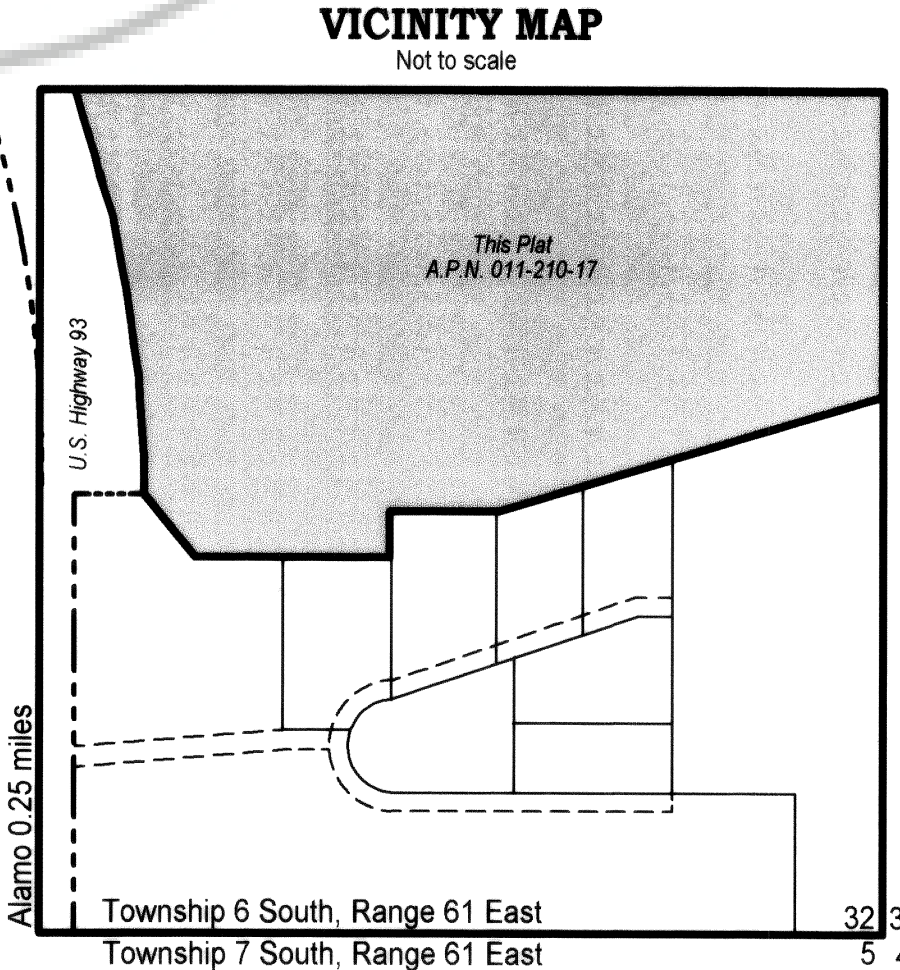 VICINITY MAP
Not to scale
This Plat
A.P.N. 011-210-17
U.S. Highway 93
Alamo 0.25 miles
Township 6 South, Range 61 East
32
Township 7 South, Range 61 East
5